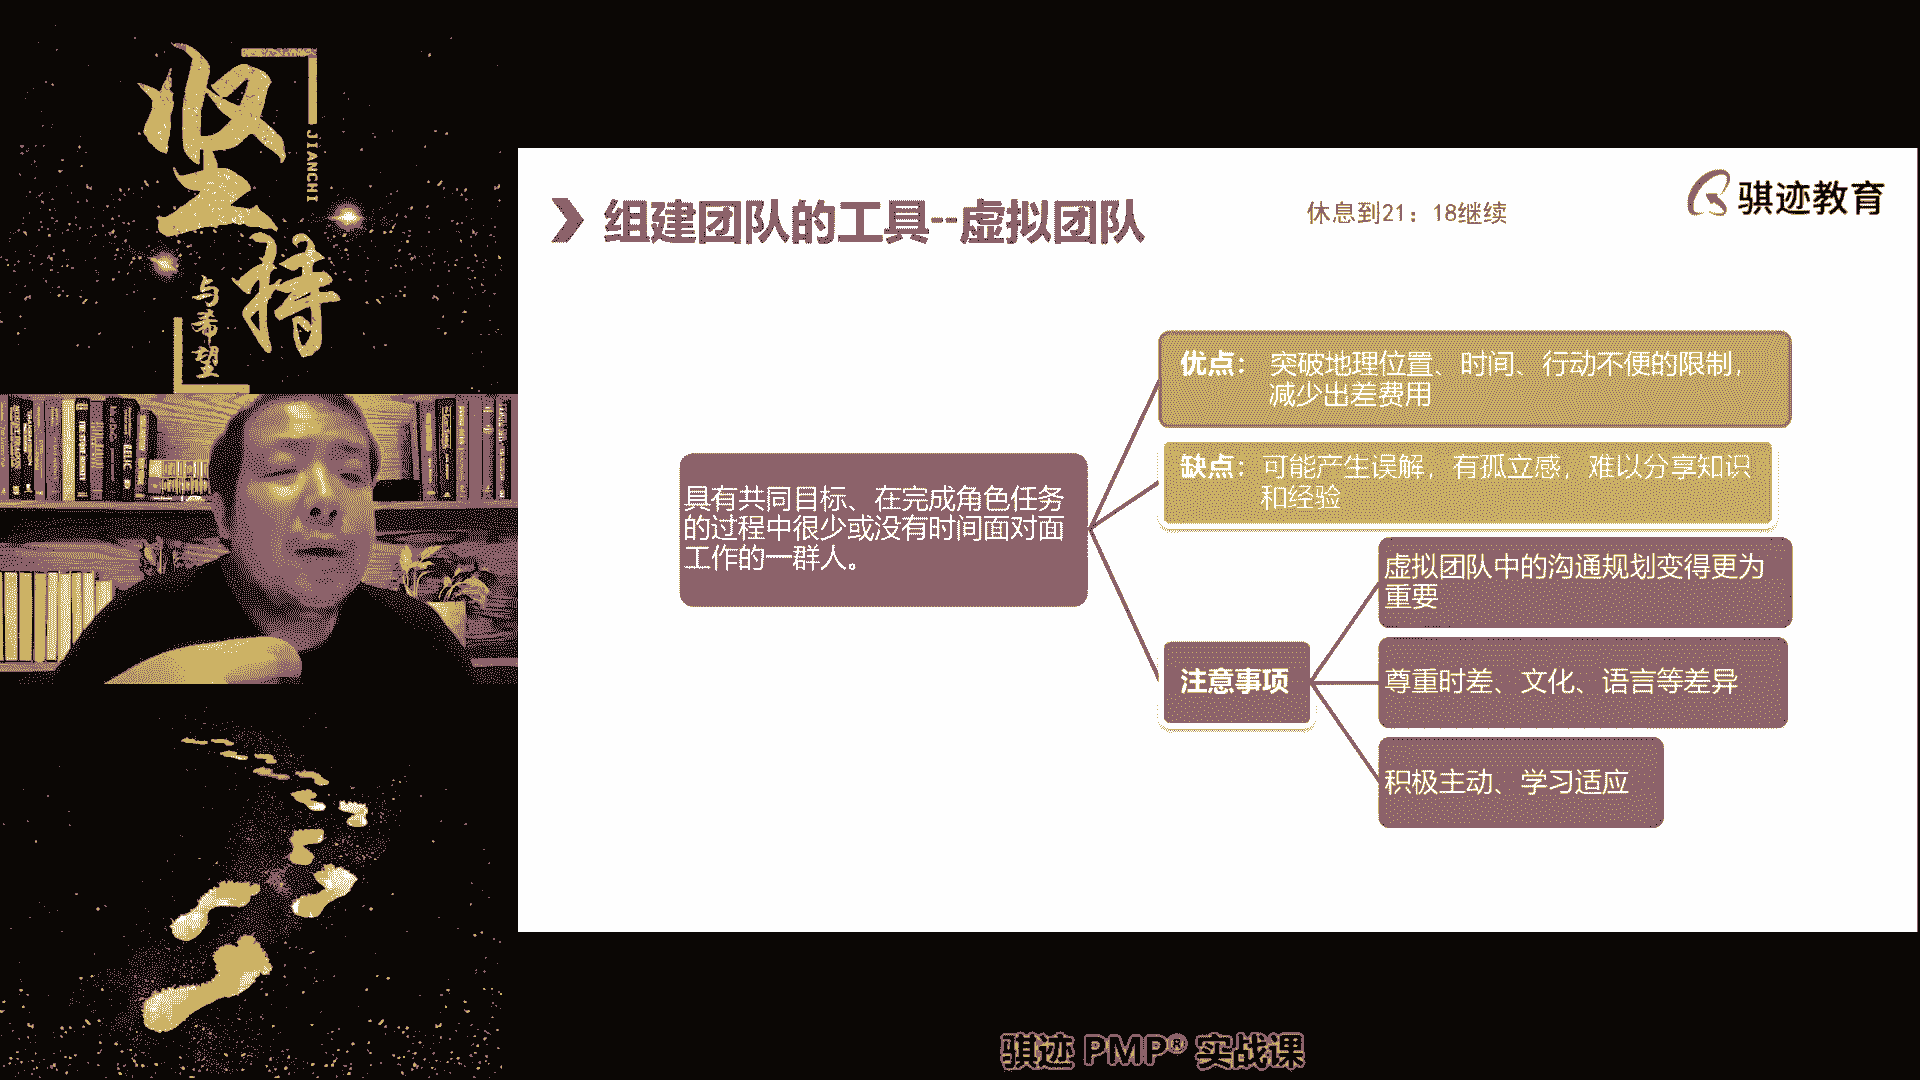 坚持
JIANCHI
与希望
组建团队的工具--虚拟团队
休息到21：18继续
骐迹教育
优点： 突破地理位置、时间、行动不便的限制，
减少出差费用
缺点： 可能产生误解，有孤立感，难以分享知识
和经验
具有共同目标、在完成角色任务
的过程中很少或没有时间面对面
工作的一群人。
注意事项
虚拟团队中的沟通规划变得更为
重要
尊重时差、文化、语言等差异
积极主动、学习适应
骐迹 PMP® 实战课